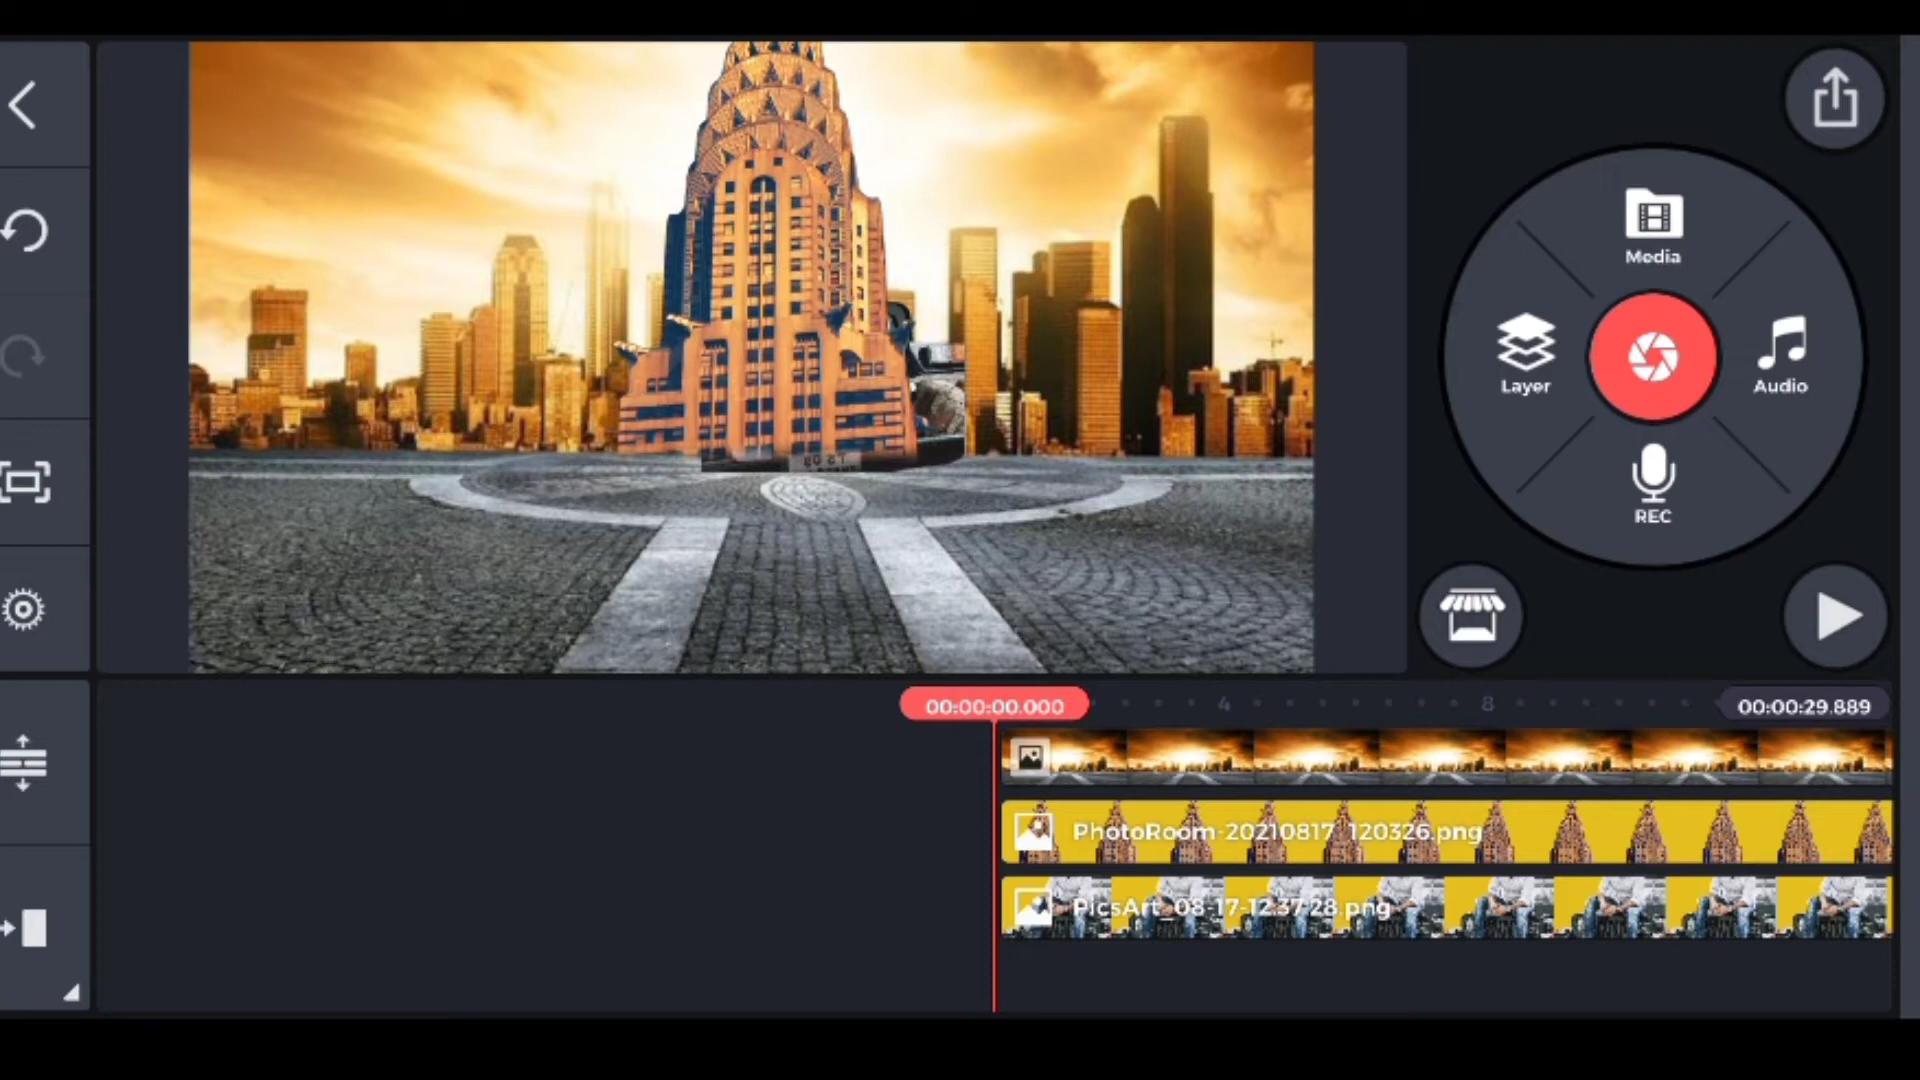 Media
Layer
Audio
REC
00:00:00.000
4
8
00:00:29.889
PhotoRoom-20210817_120326.png
PicsArt_08-17-12.37.28.png